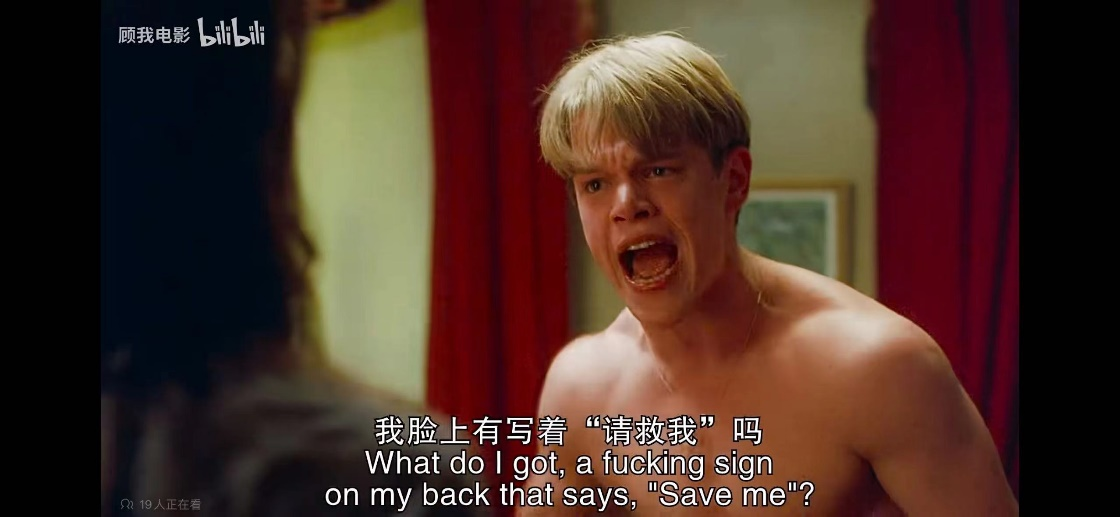 顾我电影 bilibili
我脸上有写着“请救我”吗
What do I got, a fucking sign
on my back that says, "Save me"?
19人正在看